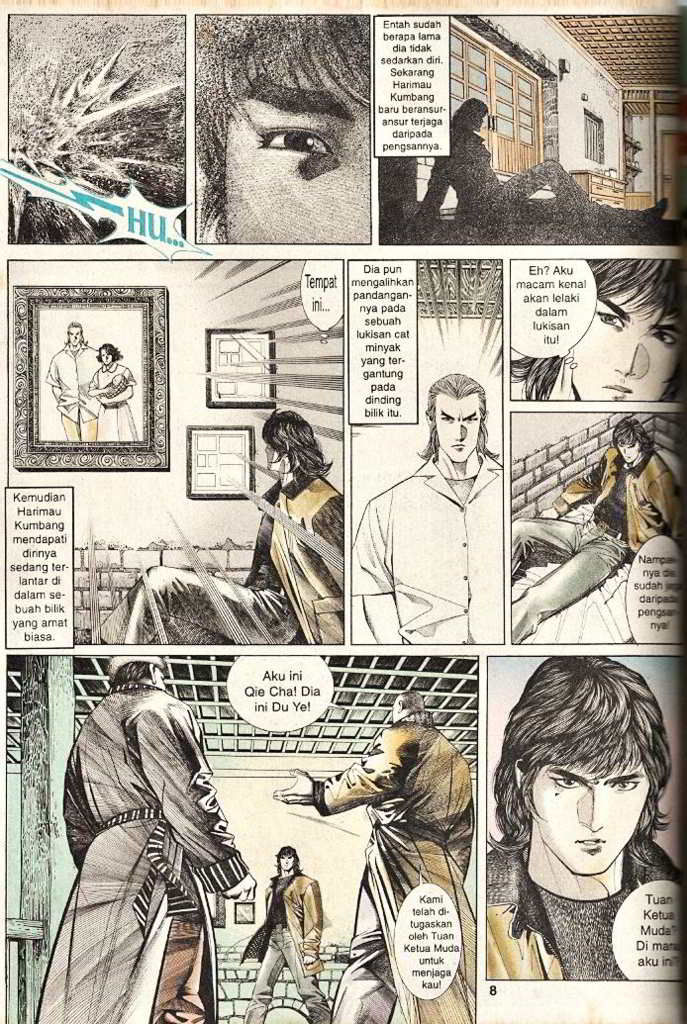 HU...
Entah sudah
berapa lama
dia tidak
sedarkan diri.
Sekarang
Harimau
Kumbang
baru beransur-
ansur terjaga
daripada
pengsannya.
Tempat
ini...
Kemudian
Harimau
Kumbang
mendapati
dirinya
sedang ter-
lantar di
dalam se-
buah bilik
yang amat
biasa.
Dia pun
mengalihkan
pandangan-
nya pada
sebuah
lukisan cat
minyak
yang ter-
gantung
pada
dinding
bilik itu.
Eh? Aku
macam kenal
akan lelaki
dalam
lukisan
itu!
Nampak-
nya dia
sudah jaga
daripada
pengsan-
nya!
Aku ini
Qie Cha! Dia
ini Du Ye!
Kami
telah di-
tugaskan
oleh Tuan
Ketua Muda
untuk
menjaga
kau!
Tuan
Ketua
Muda?
Di mana
aku ini?
8